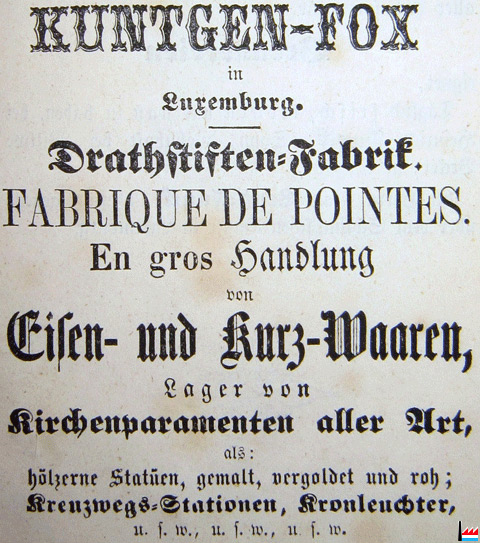 KUNTGEN-FOX
in
Luxemburg.
Drathstiften-Fabrik.
FABRIQUE DE POINTES.
En gros Handlung
von
Eisen- und Kurz-Waaren,
Lager von
Kirchenparamenten aller Art,
als:
hölzerne Statüen, gemalt, vergoldet und roh;
Kreuzwegs-Stationen, Kronleuchter,
u. s. w., u. s. w., u. s. w.